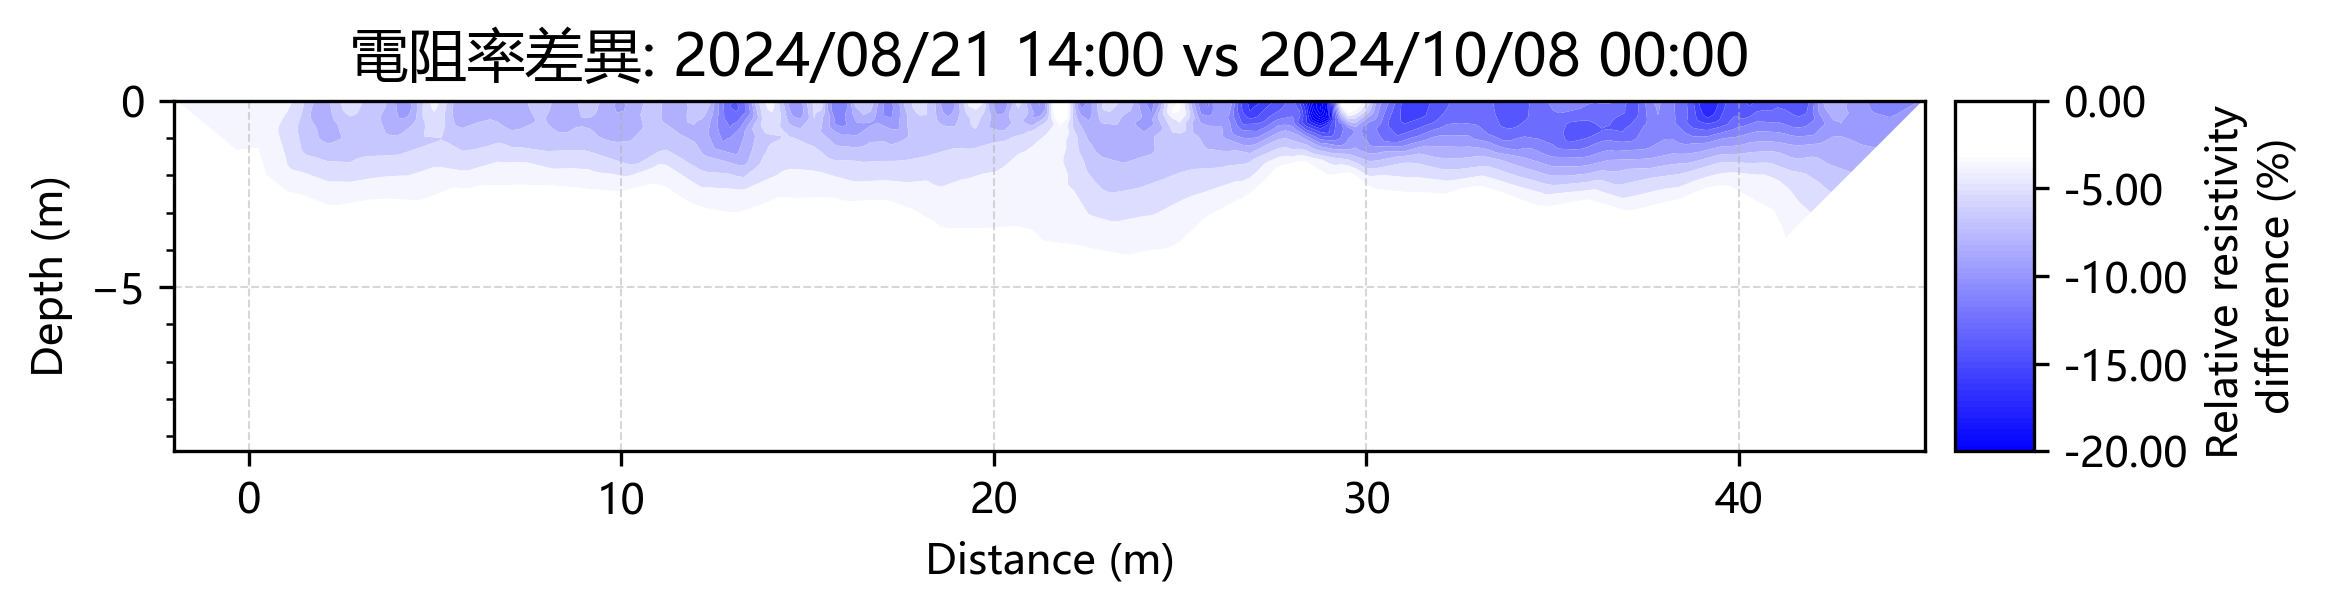 電阻率差異: 2024/08/21 14:00 vs 2024/10/08 00:00
0
−5
Depth (m)
0
10
20
30
40
Distance (m)
0.00
-5.00
-10.00
-15.00
-20.00
Relative resistivity
difference (%)